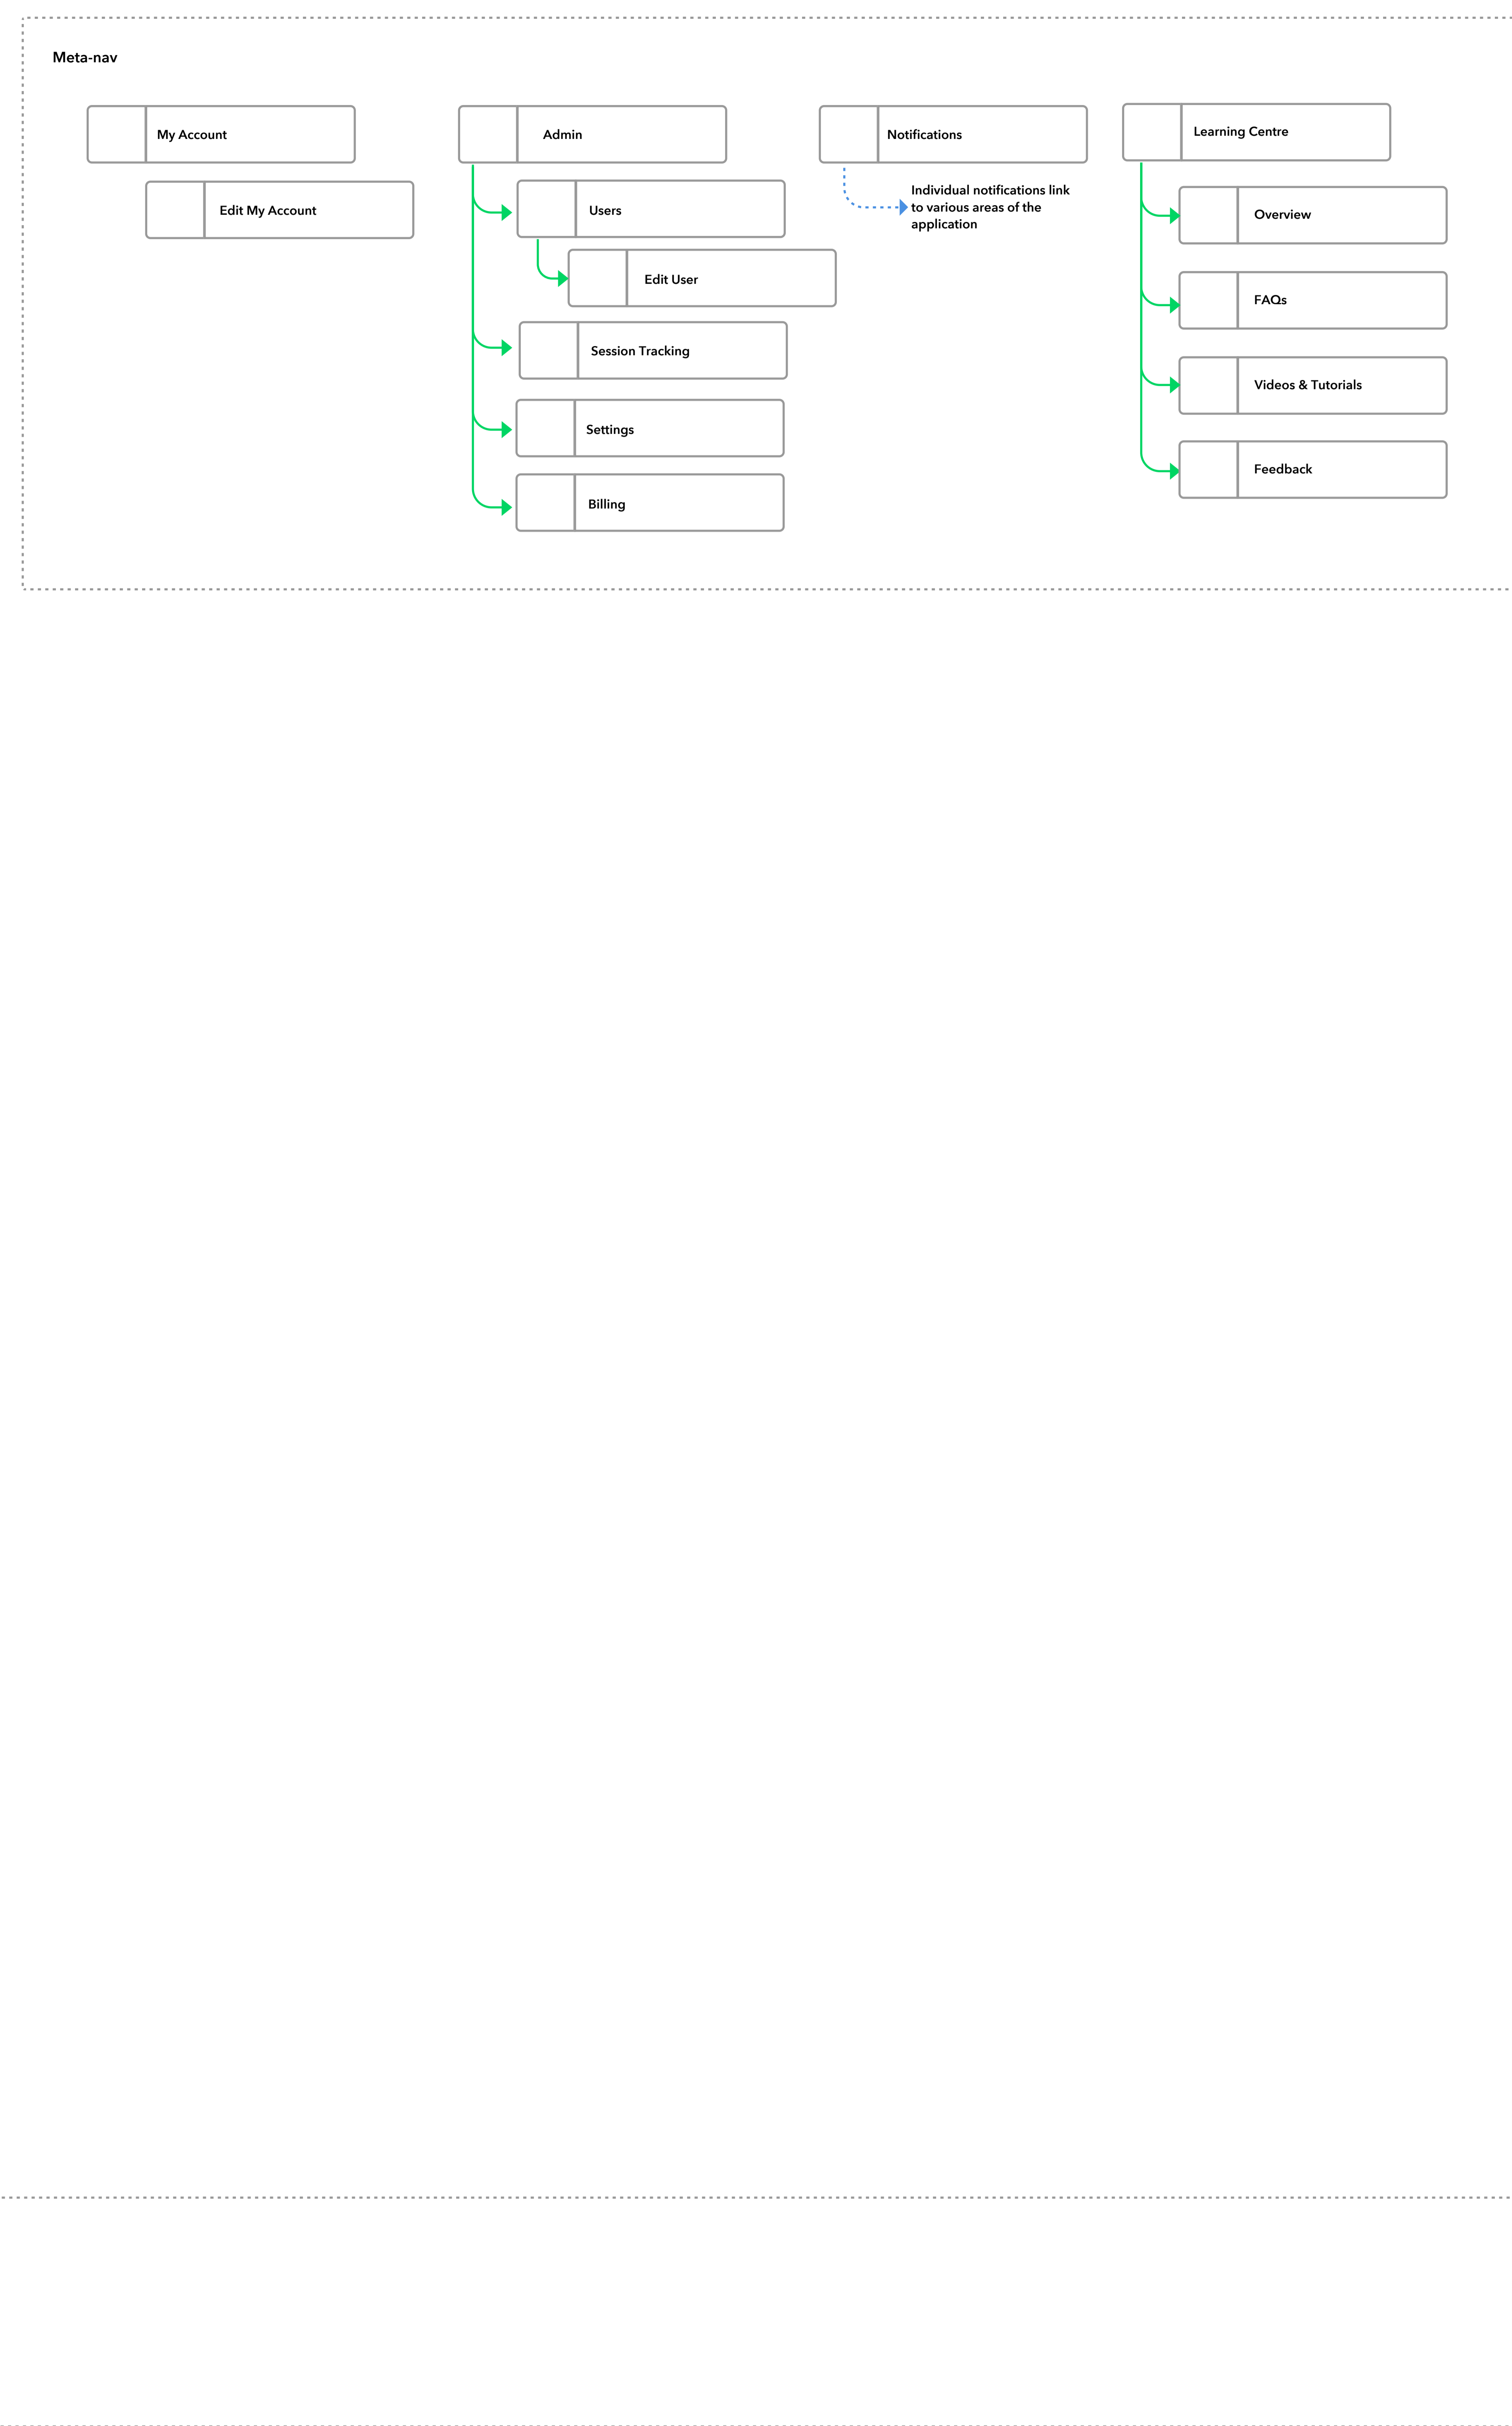 Meta-nav
My Account
Edit My Account
Admin
Users
Edit User
Session Tracking
Settings
Billing
Notifications
Individual notifications link
to various areas of the
application
Learning Centre
Overview
FAQs
Videos & Tutorials
Feedback